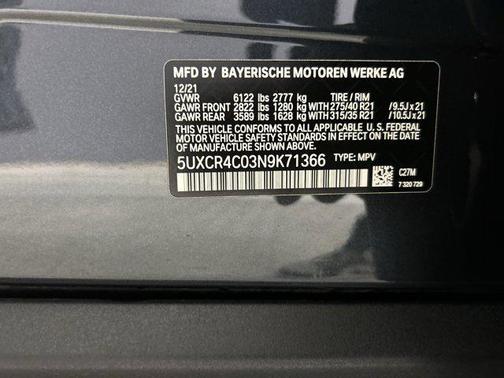 MFD BY BAYERISCHE MOTOREN WERKE AG
12/21
GVWR 6122 lbs 2777 kg TIRE / RIM
GAWR FRONT 2822 lbs 1280 kg 275/40 R21 / 9.5J x 21
GAWR REAR 3589 lbs 1628 kg 315/35 R21 / 10.5J x 21
THIS VEHICLE CONFORMS TO ALL APPLICABLE U.S. FEDERAL
MOTOR VEHICLE SAFETY AND THEFT PREVENTION STANDARDS
IN EFFECT ON THE DATE OF MANUFACTURE SHOWN ABOVE.
5UXCR4C03N9K71366 TYPE: MPV
C27M
7 320 729